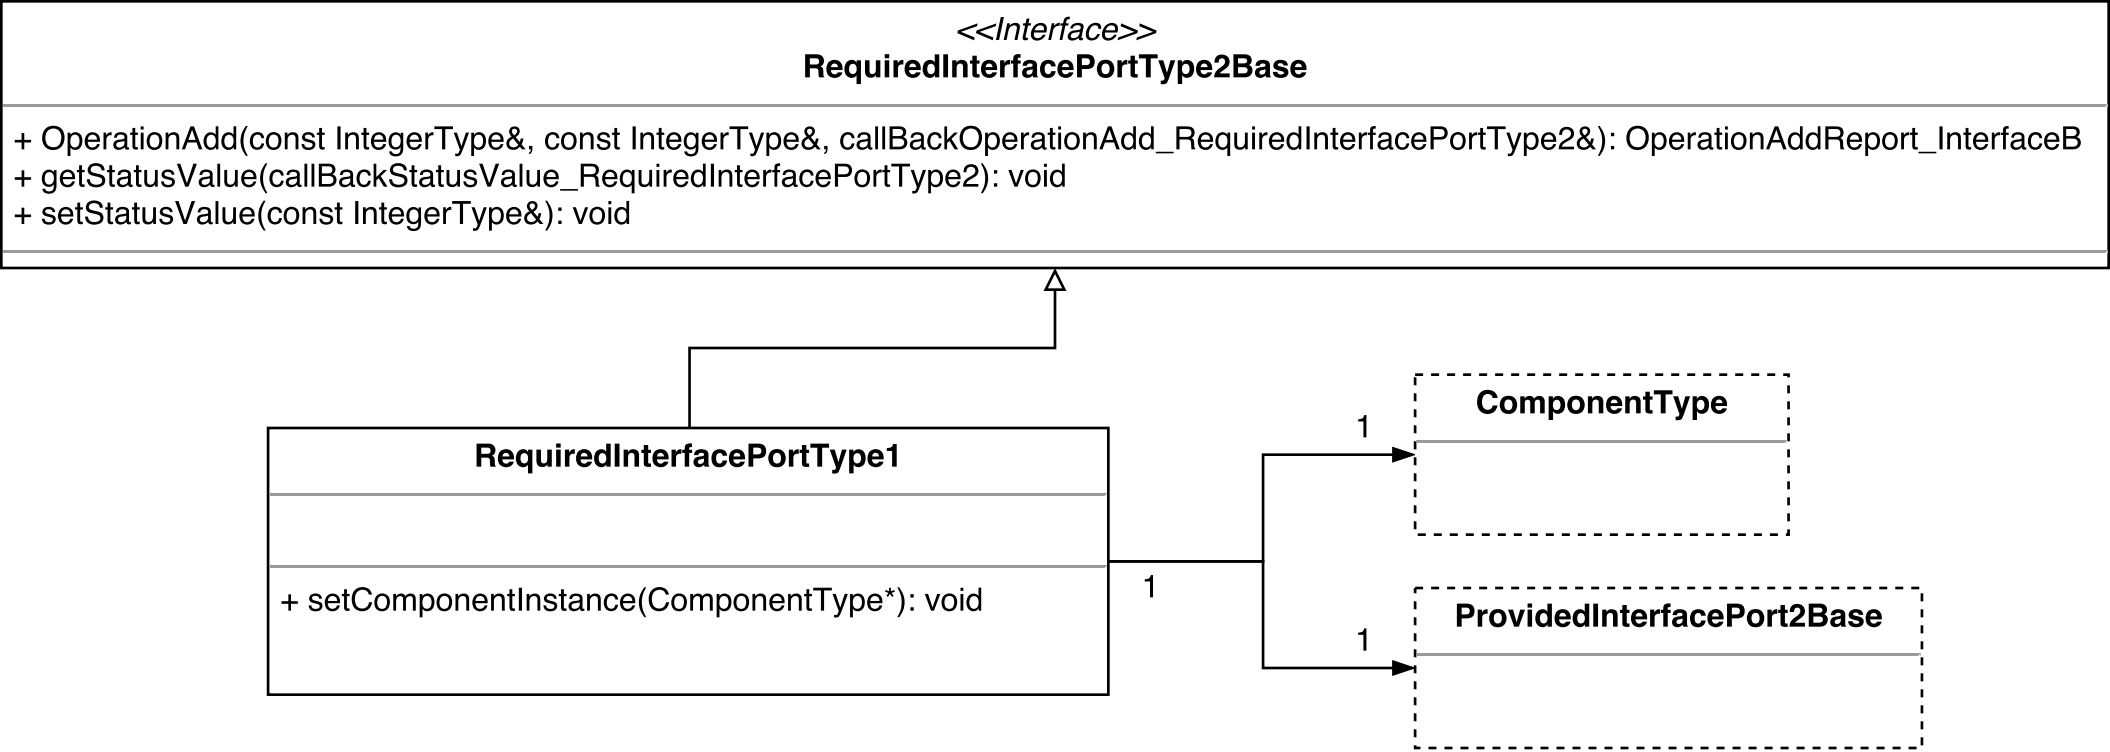 <<Interface>>
RequiredInterfacePortType2Base
+ OperationAdd(const IntegerType&, const IntegerType&, callBackOperationAdd_RequiredInterfacePortType2&): OperationAddReport_InterfaceB
+ getStatusValue(callBackStatusValue_RequiredInterfacePortType2): void
+ setStatusValue(const IntegerType&): void
ComponentType
1
RequiredInterfacePortType1
1
+ setComponentInstance(ComponentType*): void
ProvidedInterfacePort2Base
1